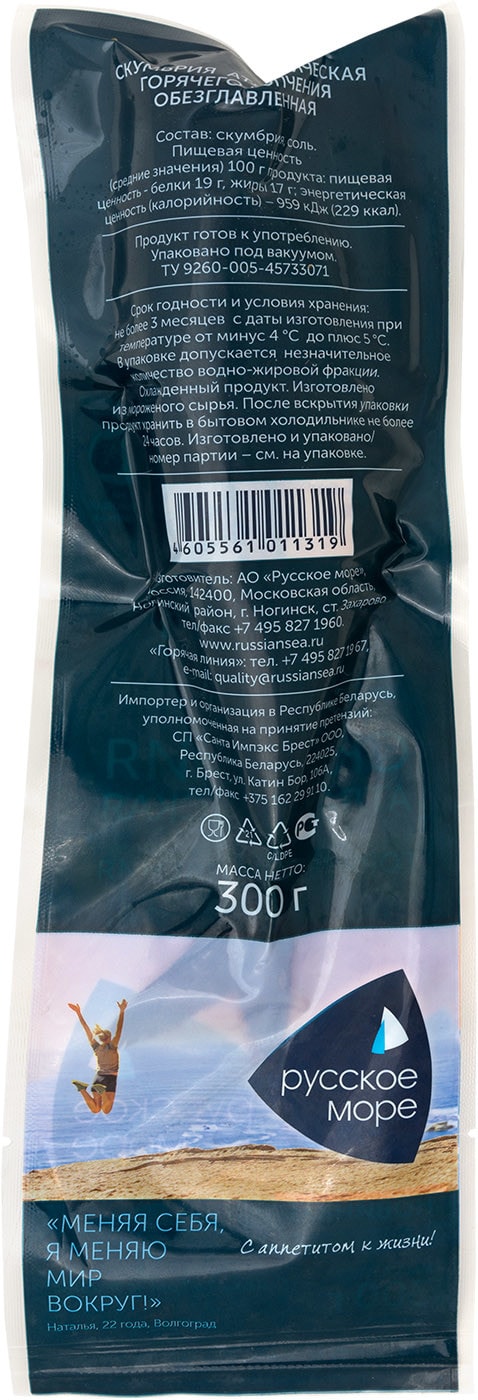 СКУМБРИЯ АТ ИЧЕСКАЯ
ГОРЯЧЕГО КОПЧЕНИЯ
ОБЕЗГЛАВЛЕННАЯ
Состав: скумбрия, соль.
Пищевая ценность
(средние значения) 100 г продукта: пищевая
ценность - белки 19 г, жиры 17 г; энергетическая
ценность (калорийность) – 959 кДж (229 ккал).
Продукт готов к употреблению.
Упаковано под вакуумом.
ТУ 9260-005-45733071
Срок годности и условия хранения:
не более 3 месяцев с даты изготовления при
температуре от минус 4 °С до плюс 5 °С.
В упаковке допускается незначительное
количество водно-жировой фракции.
Охлажденный продукт. Изготовлено
из мороженого сырья. После вскрытия упаковки
продукт хранить в бытовом холодильнике не более
24 часов. Изготовлено и упаковано/
номер партии – см. на упаковке.
4 605561 011319
Изготовитель: АО «Русское море»,
Россия, 142400, Московская область,
Ногинский район, г. Ногинск, ст. Захарово
тел/факс +7 495 827 1960.
www.russiansea.ru
«Горячая линия»: тел. +7 495 827 19 67,
e-mail: quality@russiansea.ru
Импортер и организация в Республике Беларусь,
уполномоченная на принятие претензий:
СП «Санта Импэкс Брест» ООО,
Республика Беларусь, 224025,
г. Брест, ул. Катин Бор, 106А,
тел/факс +375 162 29 91 10.
21
C/LDPE
РС
МАССА НЕТТО:
300 г
русское
море
«МЕНЯЯ СЕБЯ,
Я МЕНЯЮ
МИР
ВОКРУГ!»
С аппетитом к жизни!
Наталья, 22 года, Волгоград